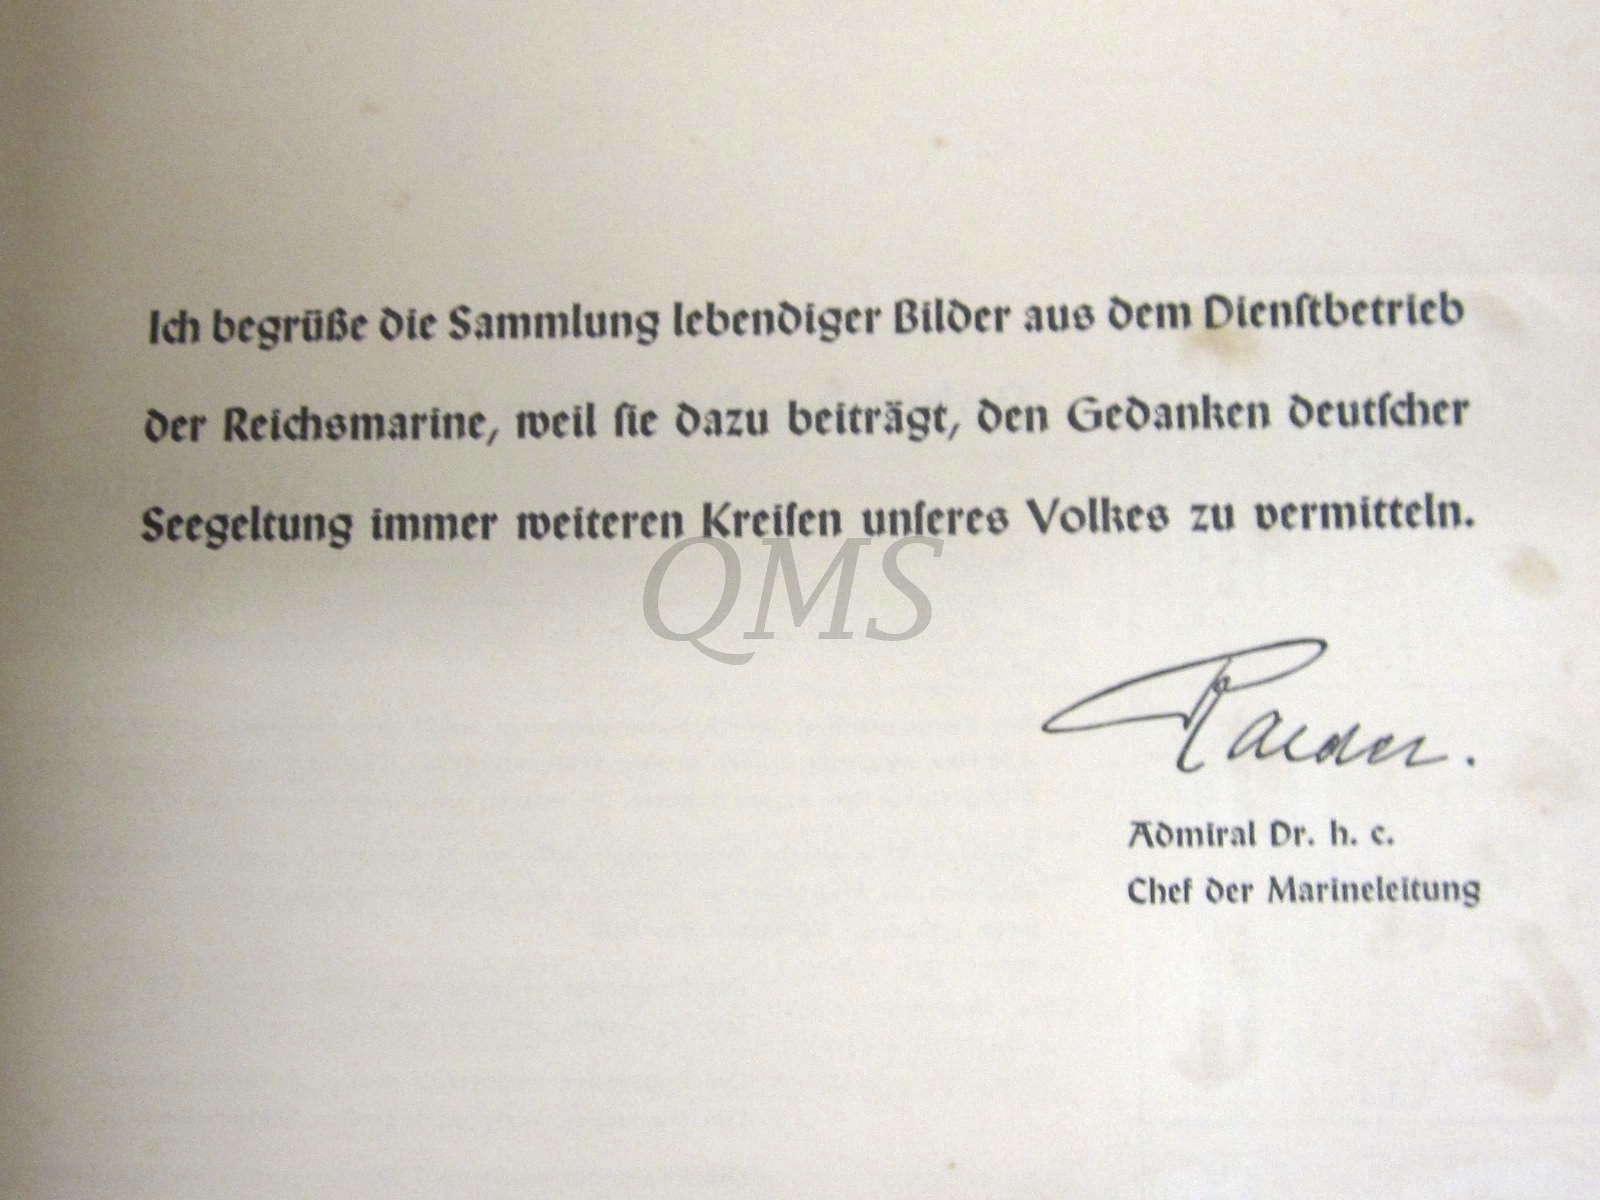 Ich begrüße die Sammlung lebendiger Bilder aus dem Dienſtbetrieb
der Reichsmarine, weil ſie dazu beiträgt, den Gedanken deutſcher
Seegeltung immer weiteren Kreiſen unſeres Volkes zu vermitteln.
QMS
Raeder.
Admiral Dr. h. c.
Chef der Marineleitung